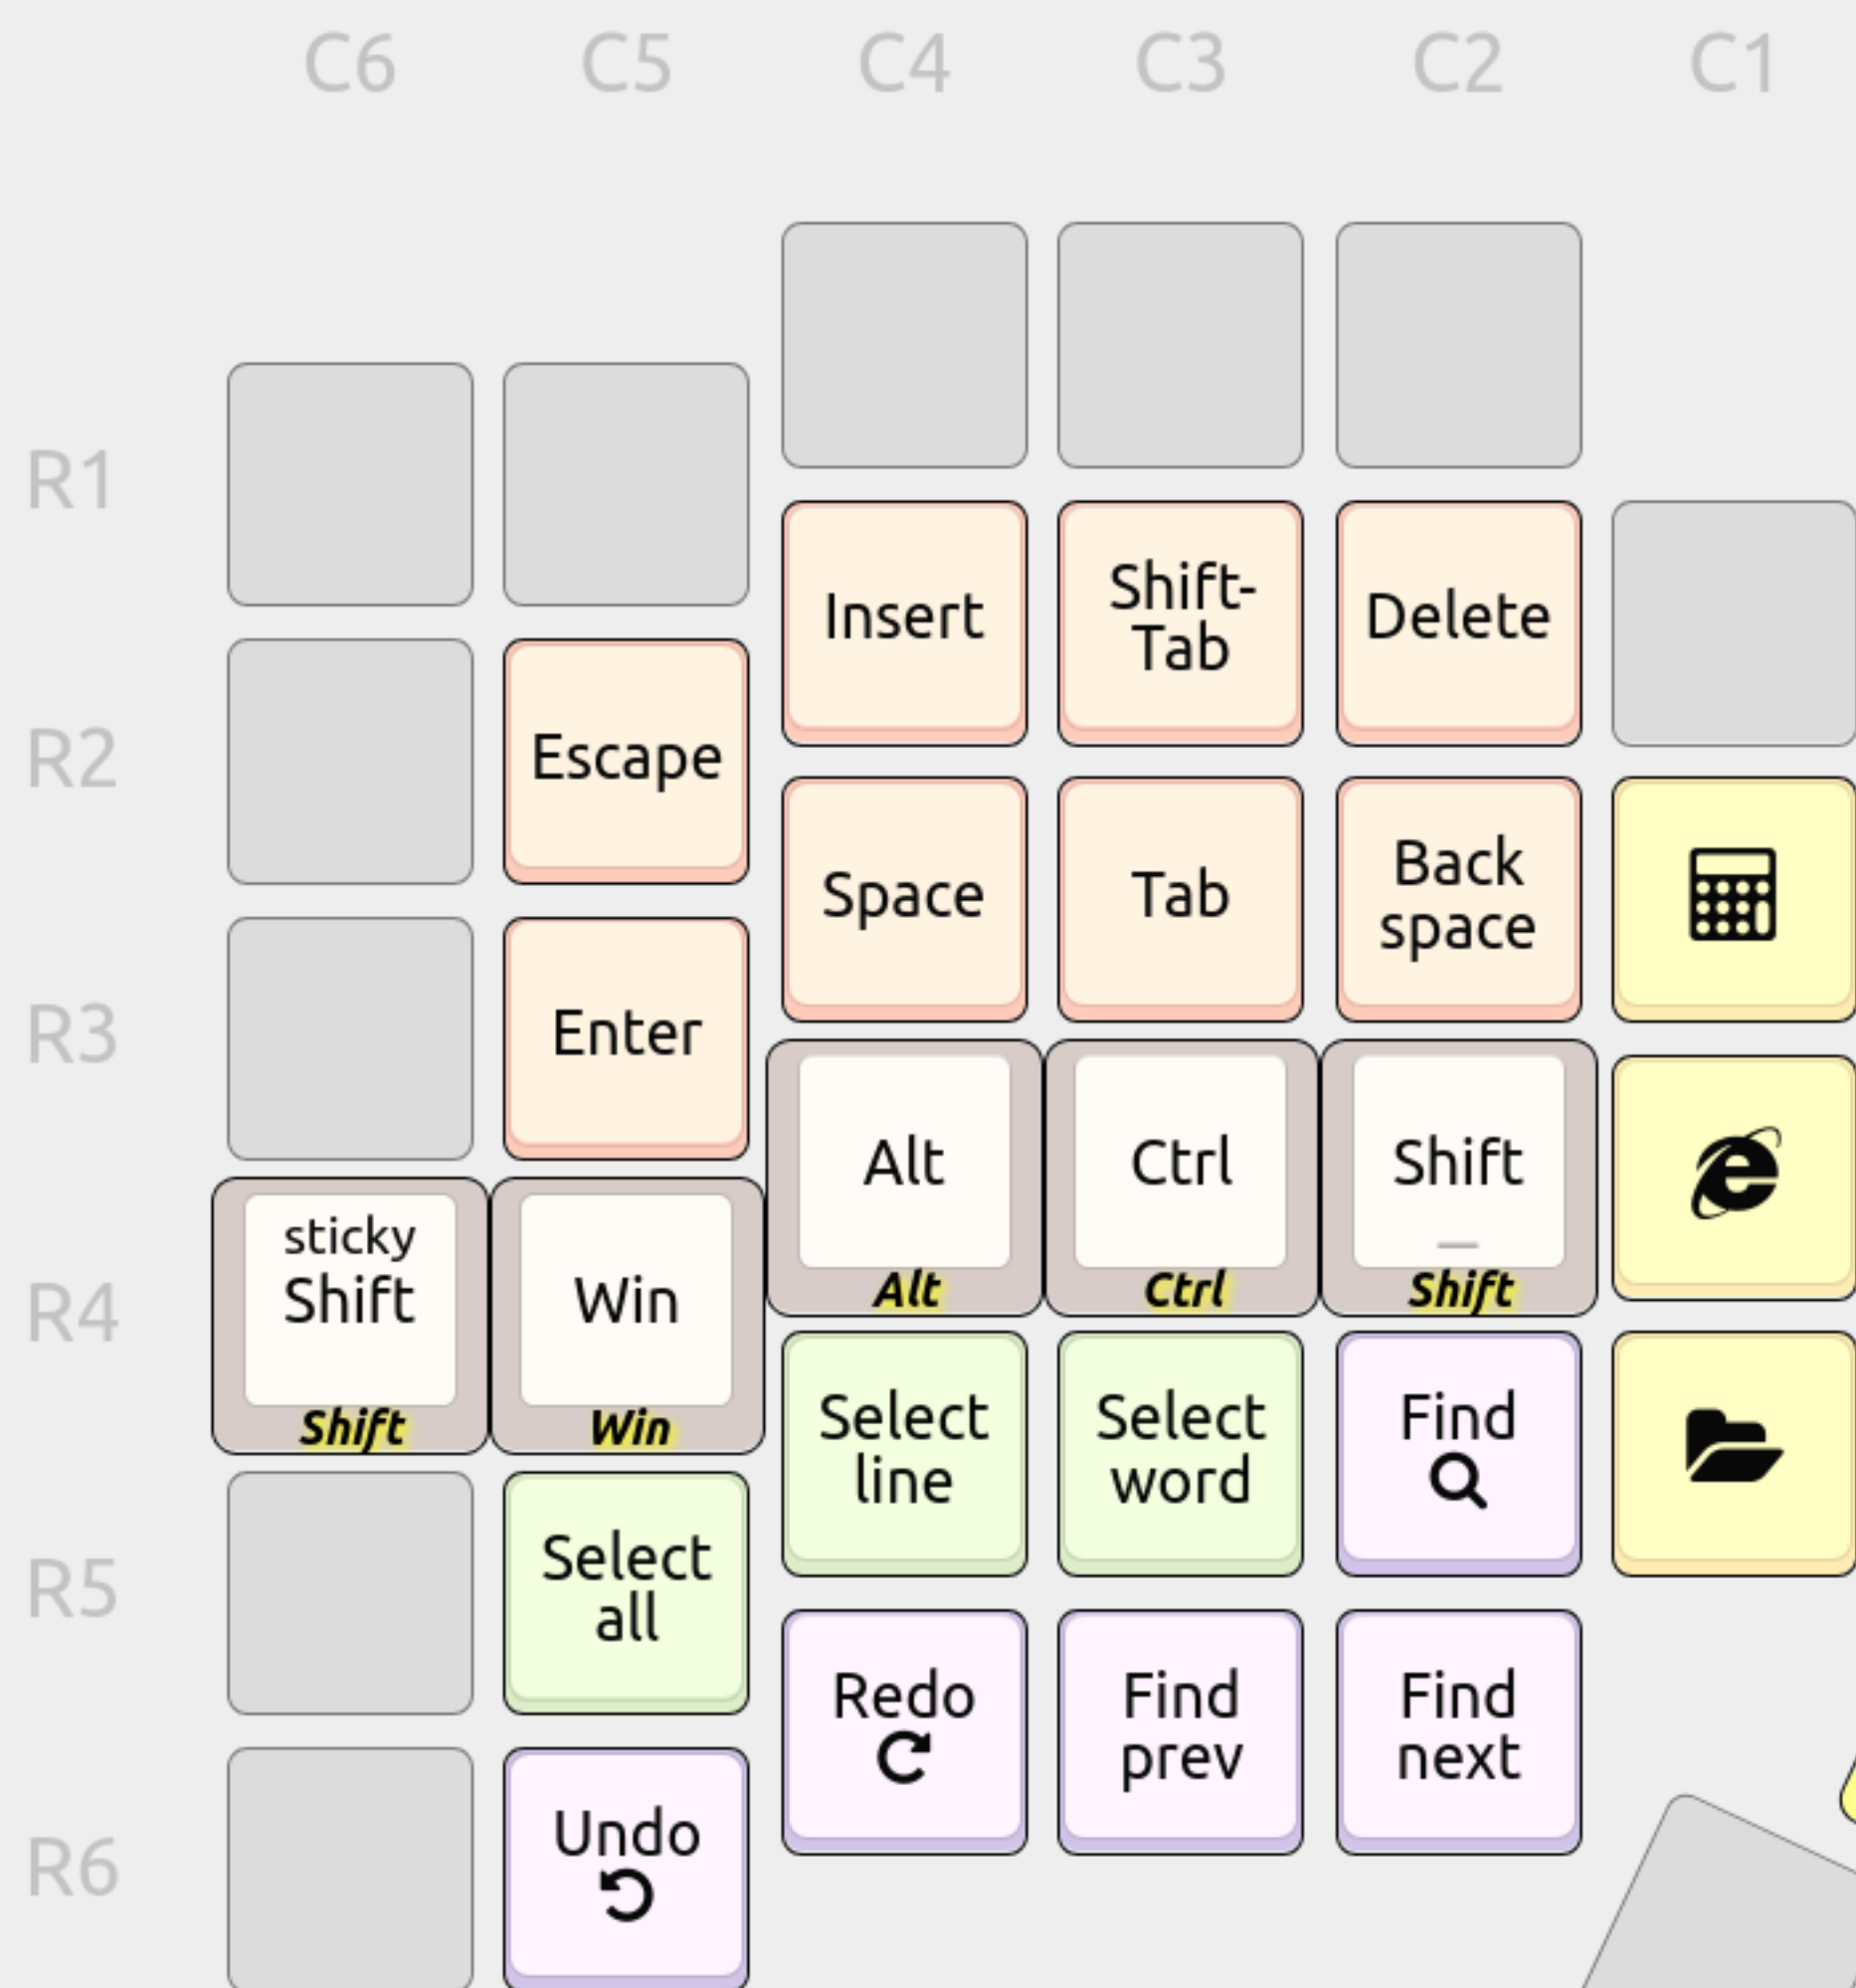 C6 C5 C4 C3 C2 C1
R1
Insert
Shift-
Tab
Delete
R2
Escape
Space
Tab
Back
space
R3
Enter
Alt
Alt
Ctrl
Ctrl
Shift
_
Shift
R4
sticky
Shift
Shift
Win
Win
Select
line
Select
word
Find
R5
Select
all
Redo
Find
prev
Find
next
R6
Undo